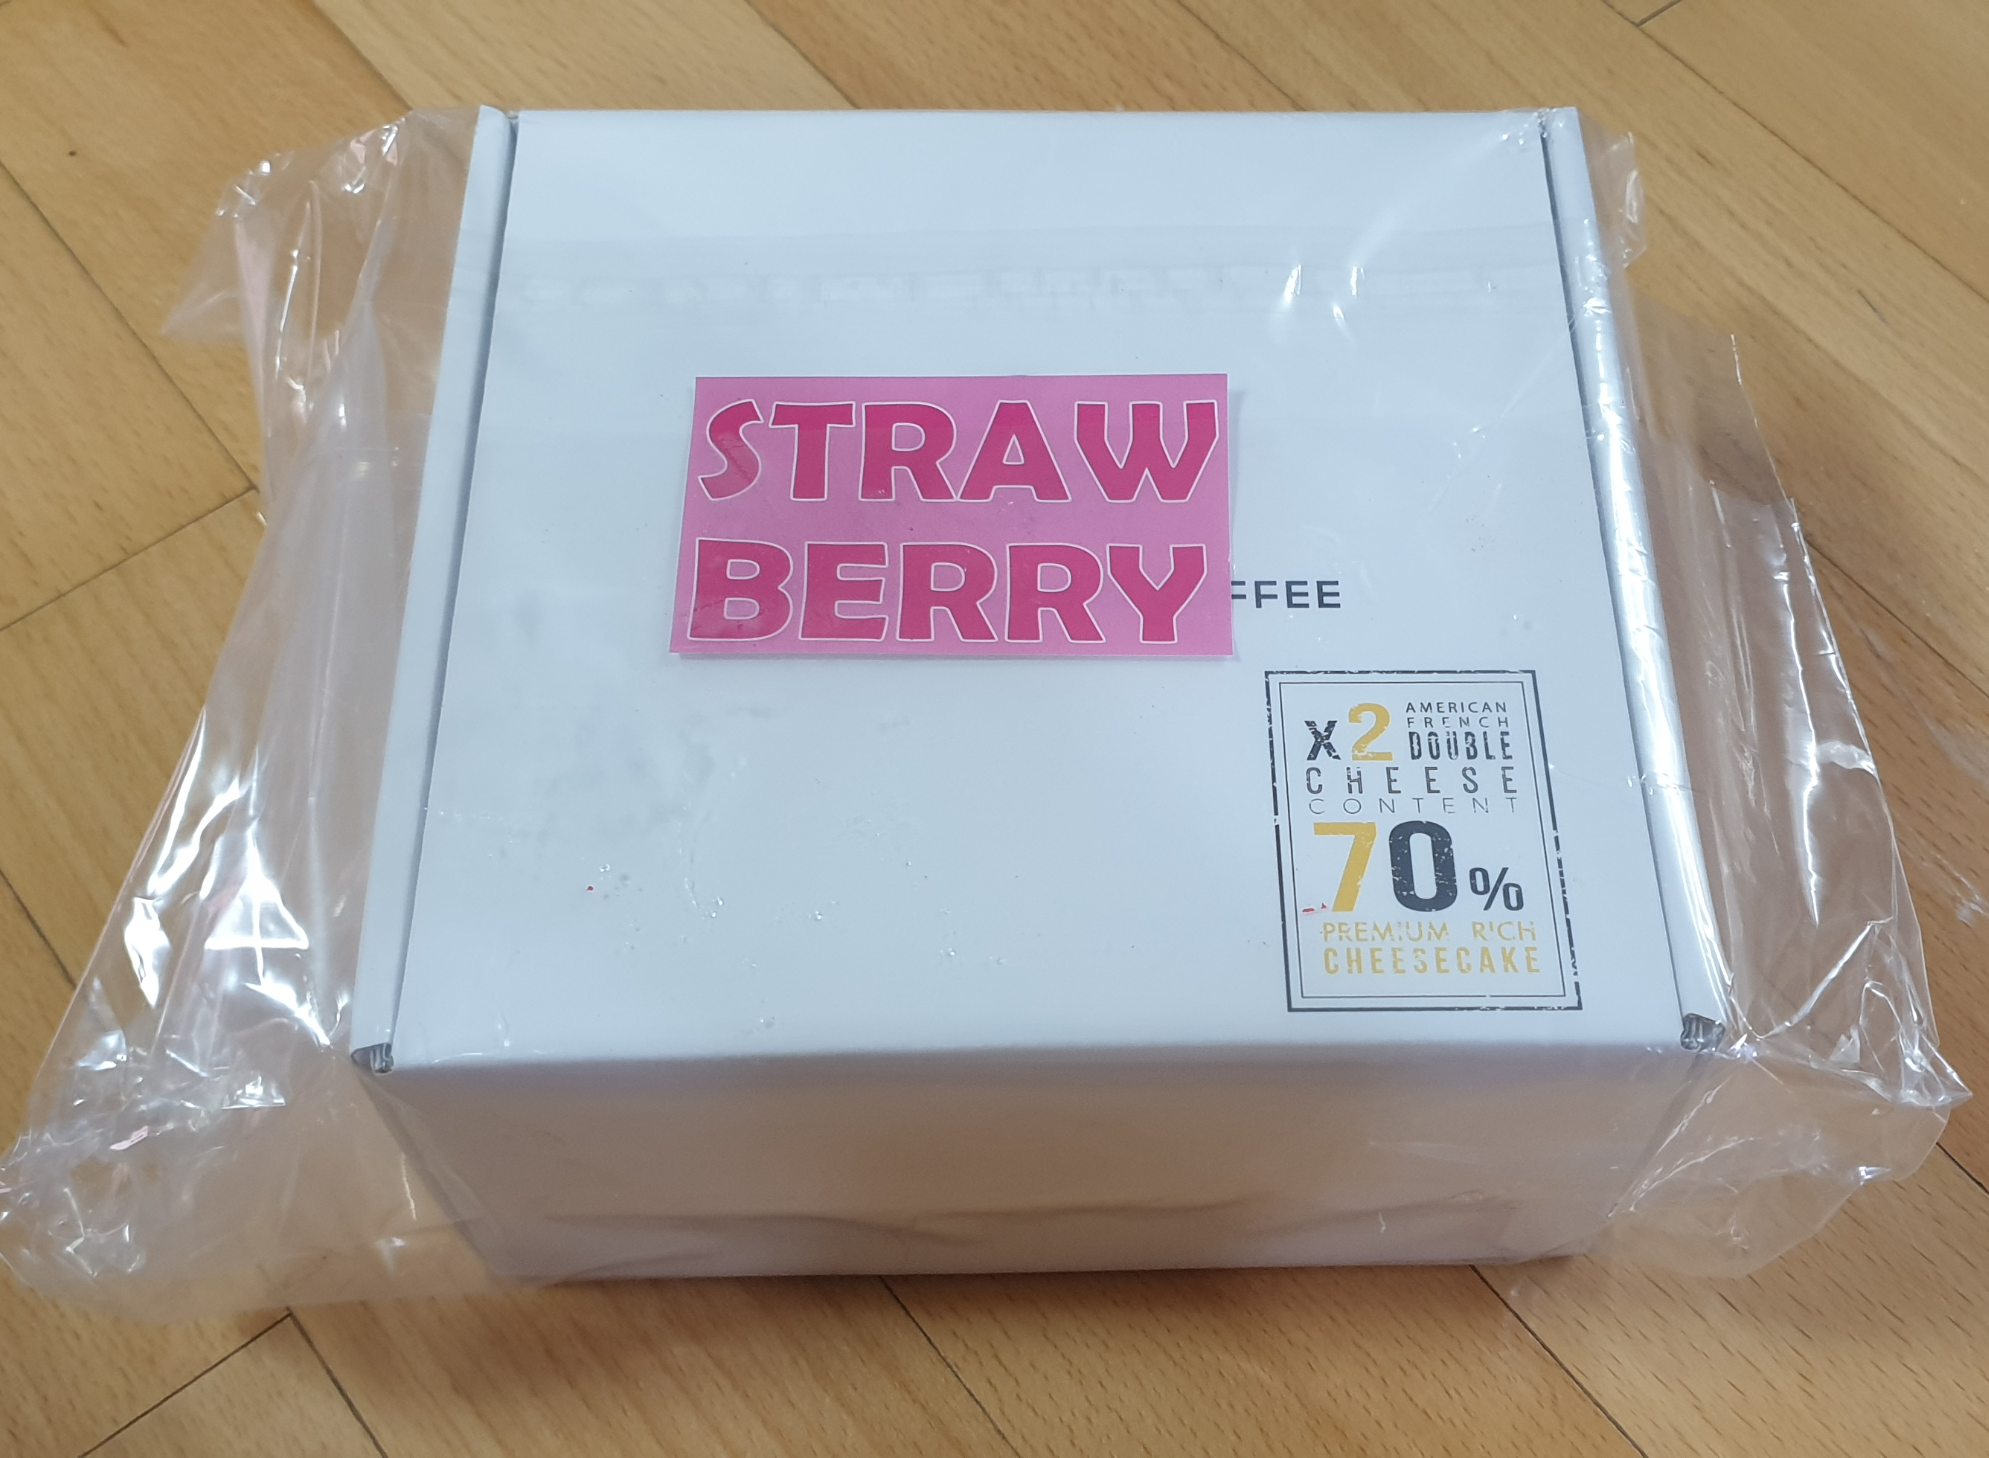 STRAW
BERRY
FFEE
X2 AMERICAN
FRENCH
DOUBLE
CHEESE
CONTENT
70%
PREMIUM RICH
CHEESECAKE